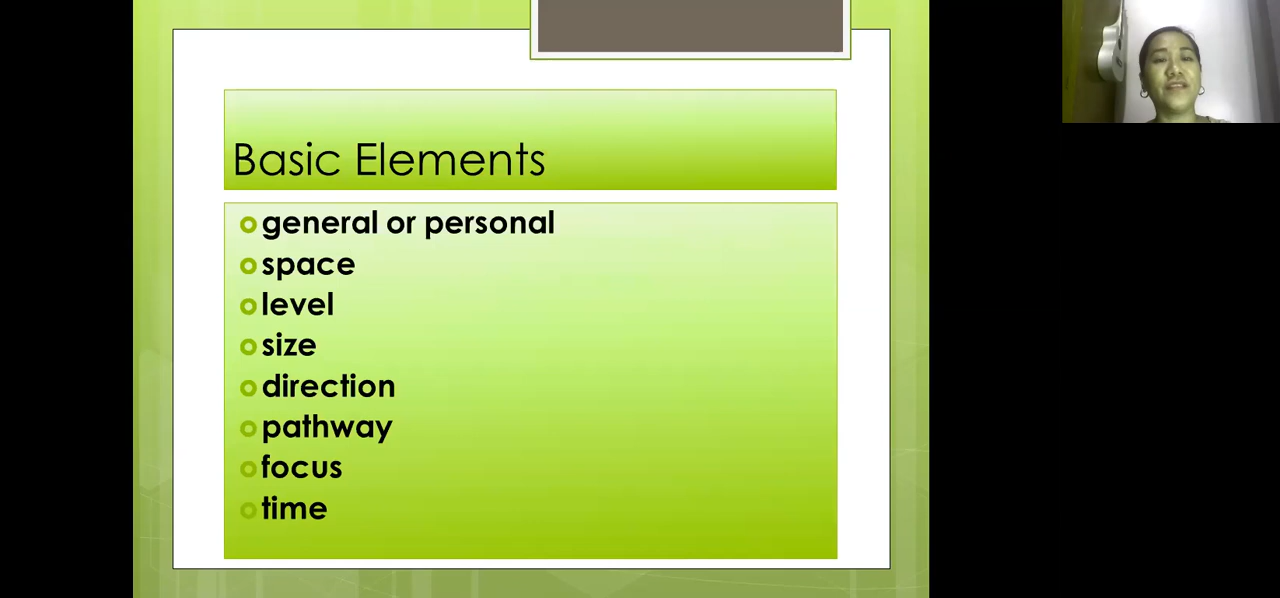 Basic Elements
general or personal
space
level
size
direction
pathway
focus
time